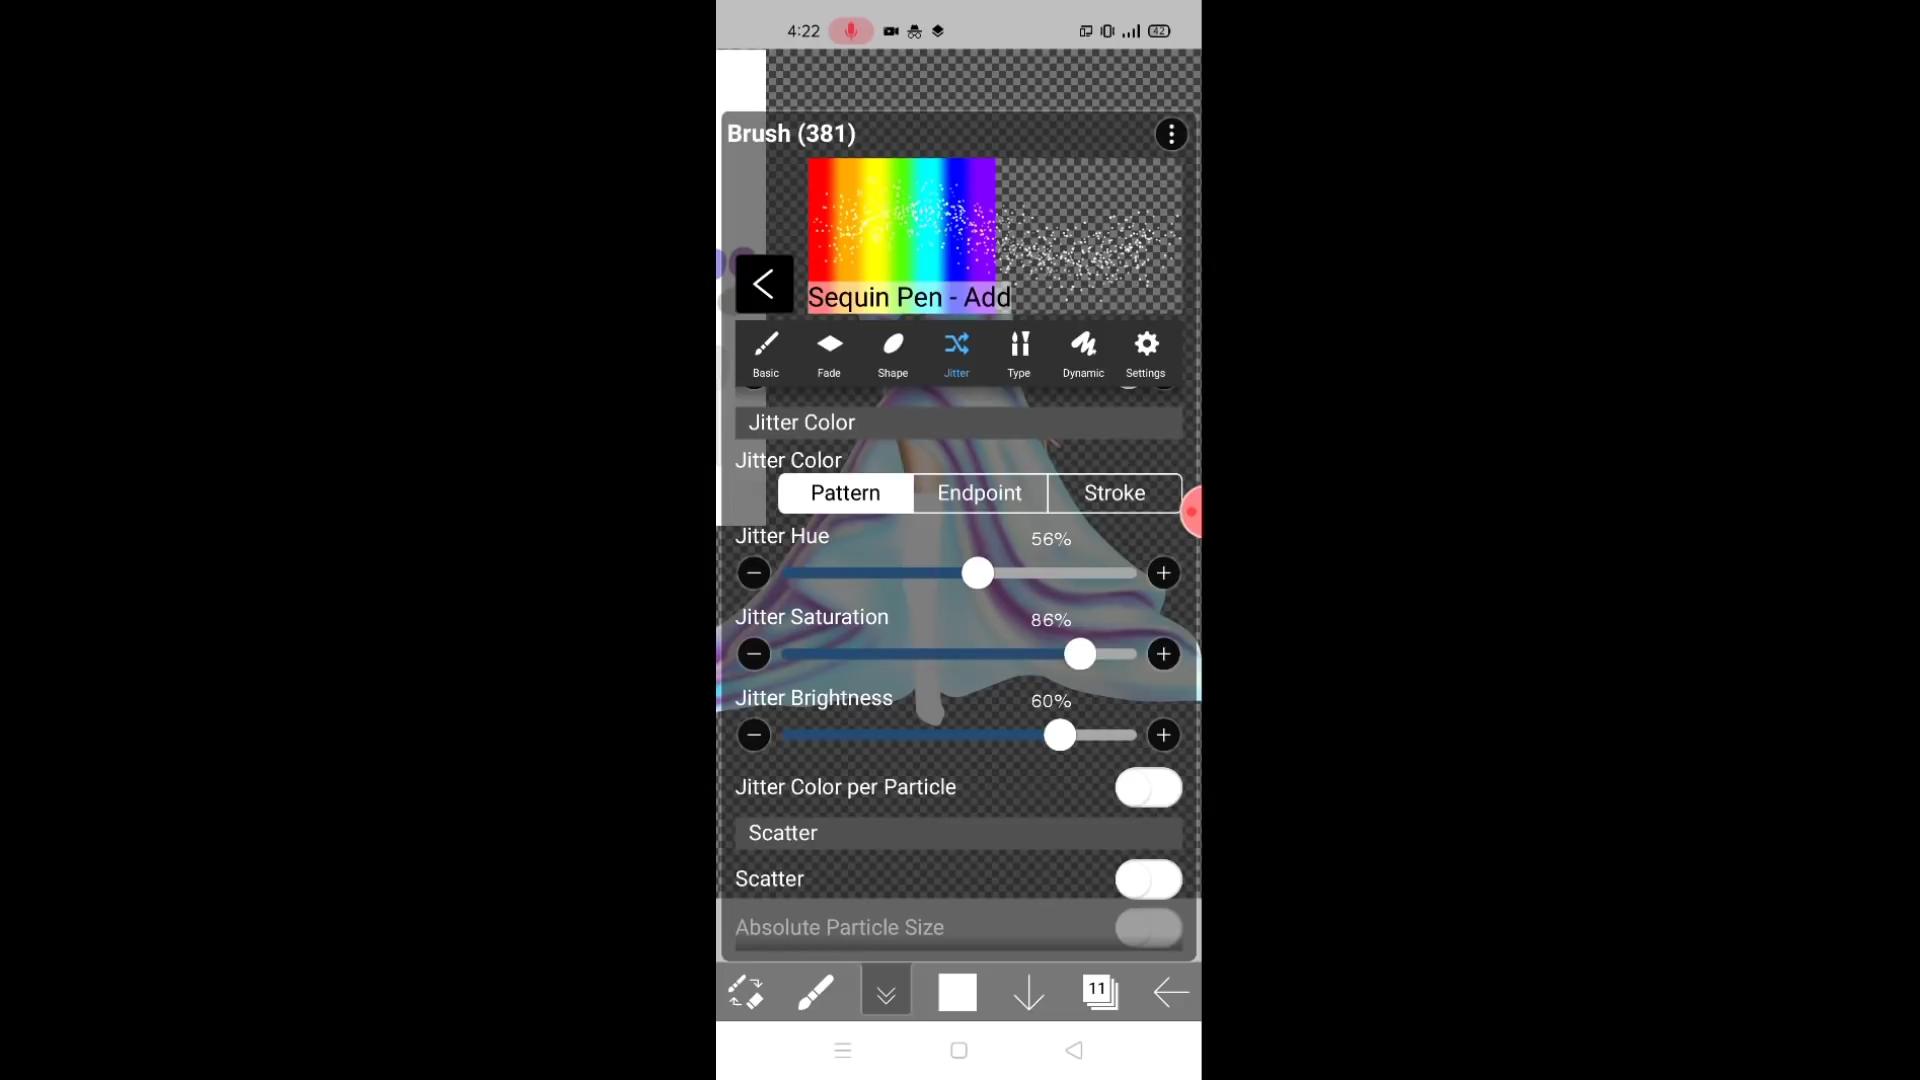 4:22 42
Brush (381)
Sequin Pen - Add
Basic Fade Shape Jitter Type Dynamic Settings
Jitter Color
Jitter Color
Pattern Endpoint Stroke
Jitter Hue 56%
Jitter Saturation 86%
Jitter Brightness 60%
Jitter Color per Particle
Scatter
Scatter
Absolute Particle Size
11